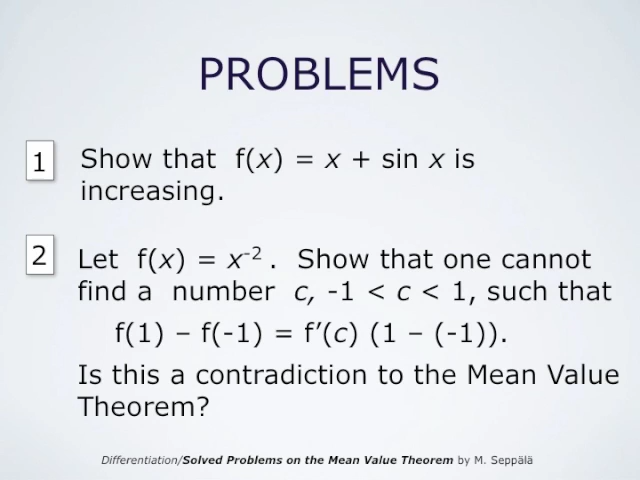 PROBLEMS
1
Show that f(x) = x + sin x is
increasing.
2
Let f(x) = x⁻² . Show that one cannot
find a number c, -1 < c < 1, such that
f(1) – f(-1) = f’(c) (1 – (-1)).
Is this a contradiction to the Mean Value
Theorem?
Differentiation/Solved Problems on the Mean Value Theorem by M. Seppälä